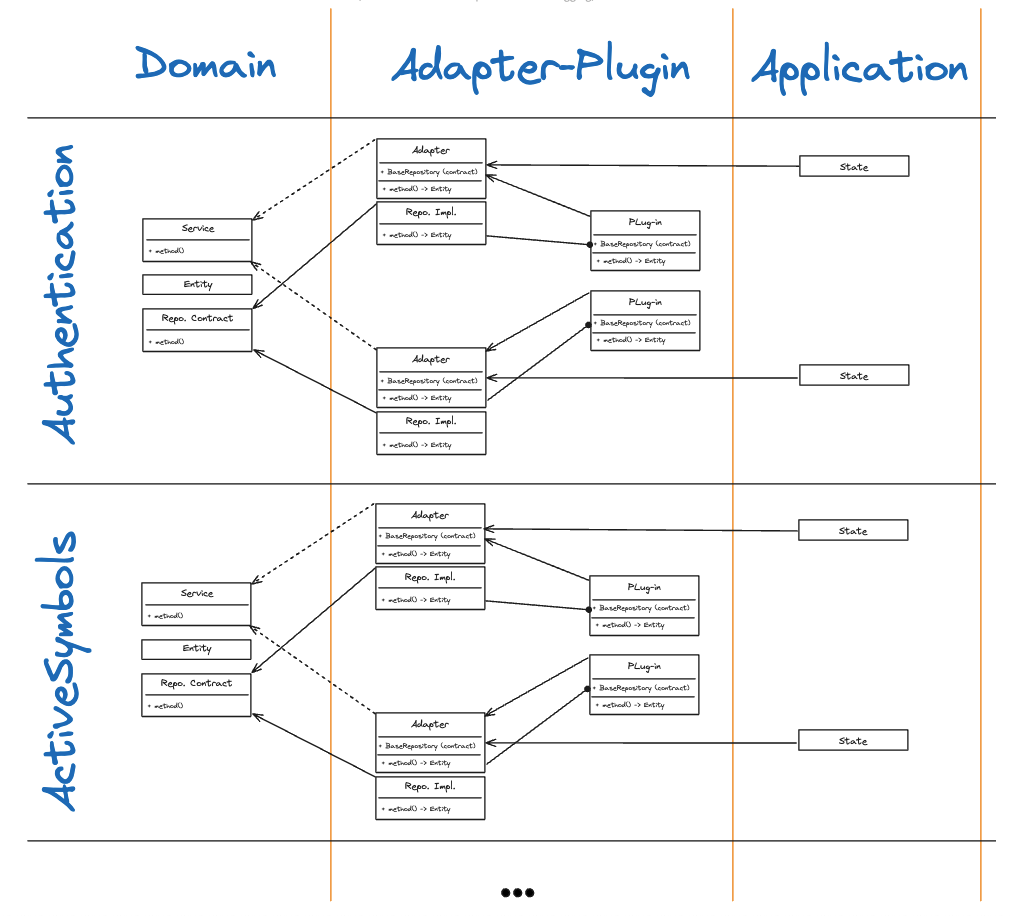 Domain
Adapter-Plugin
Application
Authentication
Service
+ method()
Entity
Repo. Contract
+ method()
Adapter
+ BaseRepository (contract)
+ method() -> Entity
Repo. Impl.
+ method() -> Entity
PLug-in
+ BaseRepository (contract)
+ method() -> Entity
State
PLug-in
+ BaseRepository (contract)
+ method() -> Entity
Adapter
+ BaseRepository (contract)
+ method() -> Entity
Repo. Impl.
+ method() -> Entity
State
ActiveSymbols
Service
+ method()
Entity
Repo. Contract
+ method()
Adapter
+ BaseRepository (contract)
+ method() -> Entity
Repo. Impl.
+ method() -> Entity
PLug-in
+ BaseRepository (contract)
+ method() -> Entity
State
PLug-in
+ BaseRepository (contract)
+ method() -> Entity
Adapter
+ BaseRepository (contract)
+ method() -> Entity
Repo. Impl.
+ method() -> Entity
State